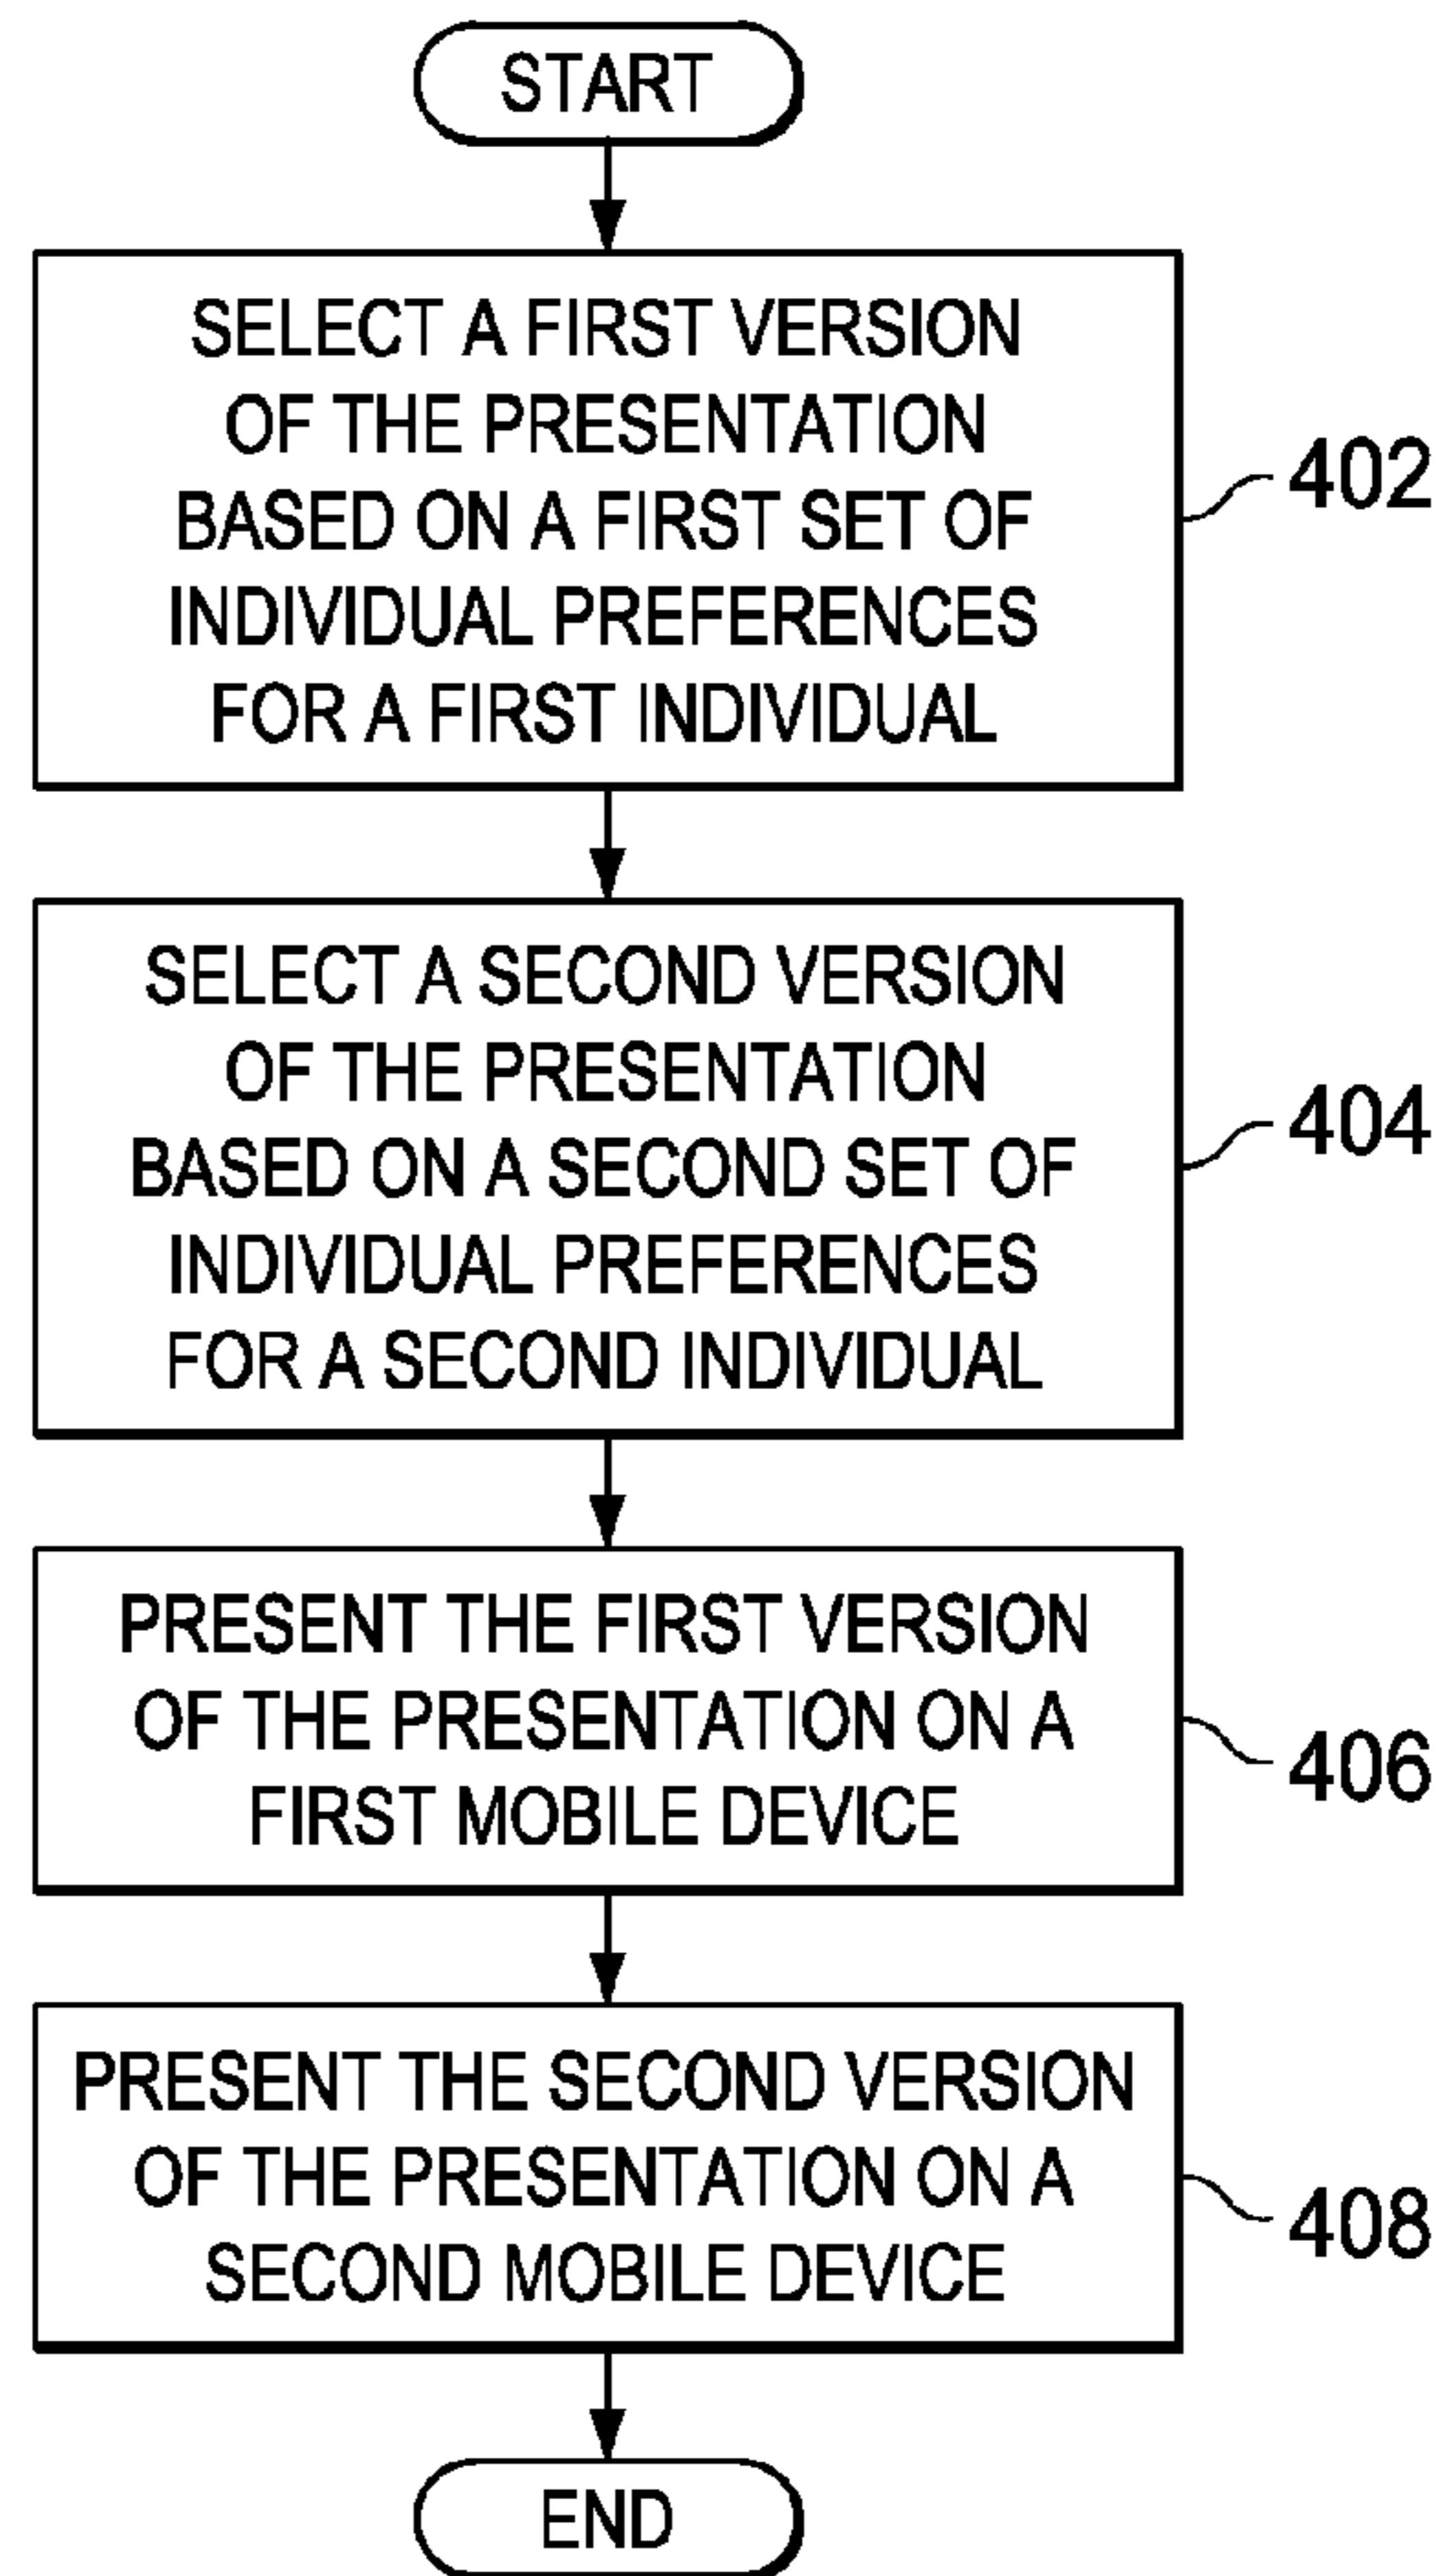 START
SELECT A FIRST VERSION
OF THE PRESENTATION
BASED ON A FIRST SET OF
INDIVIDUAL PREFERENCES
FOR A FIRST INDIVIDUAL
402
SELECT A SECOND VERSION
OF THE PRESENTATION
BASED ON A SECOND SET OF
INDIVIDUAL PREFERENCES
FOR A SECOND INDIVIDUAL
404
PRESENT THE FIRST VERSION
OF THE PRESENTATION ON A
FIRST MOBILE DEVICE
406
PRESENT THE SECOND VERSION
OF THE PRESENTATION ON A
SECOND MOBILE DEVICE
408
END